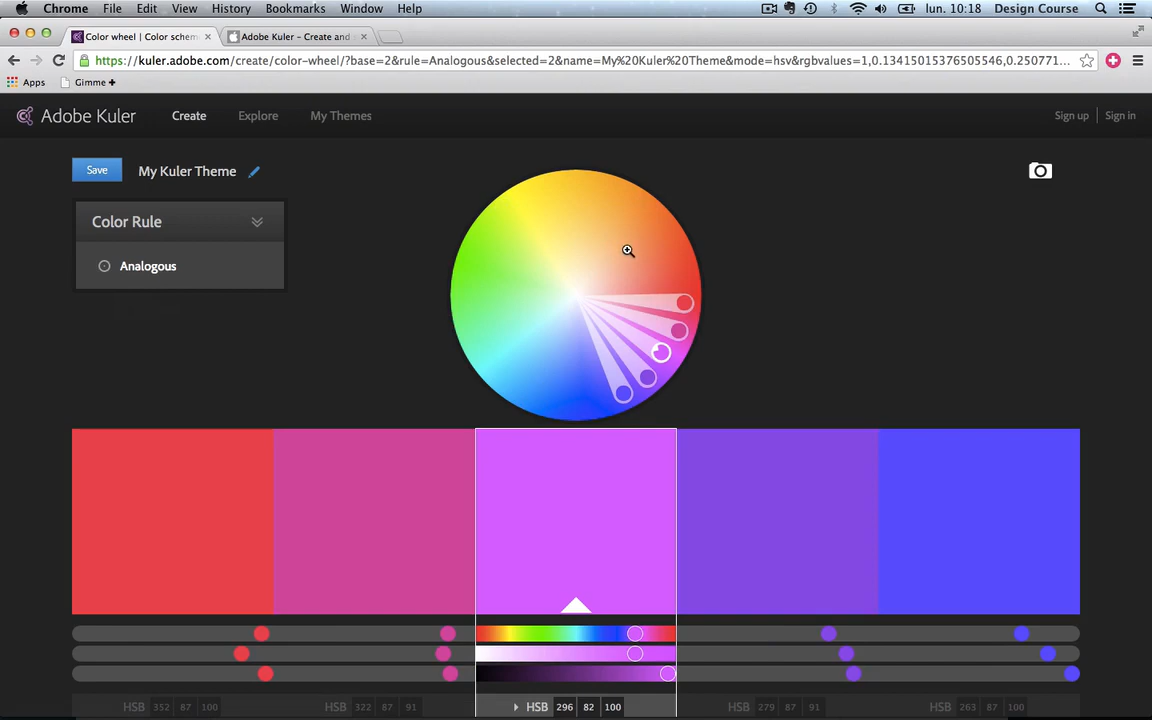 Chrome File Edit View History Bookmarks Window Help lun. 10:18 Design Course
Color wheel | Color schem Adobe Kuler - Create and
https://kuler.adobe.com/create/color-wheel/?base=2&rule=Analogous&selected=2&name=My%20Kuler%20Theme&mode=hsv&rgbvalues=1,0.13415015376505546,0.250771...
Apps Gimme +
Adobe Kuler Create Explore My Themes Sign up Sign in
Save My Kuler Theme
Color Rule
Analogous
HSB 352 87 100 HSB 322 87 91 HSB 296 82 100 HSB 279 87 91 HSB 263 87 100